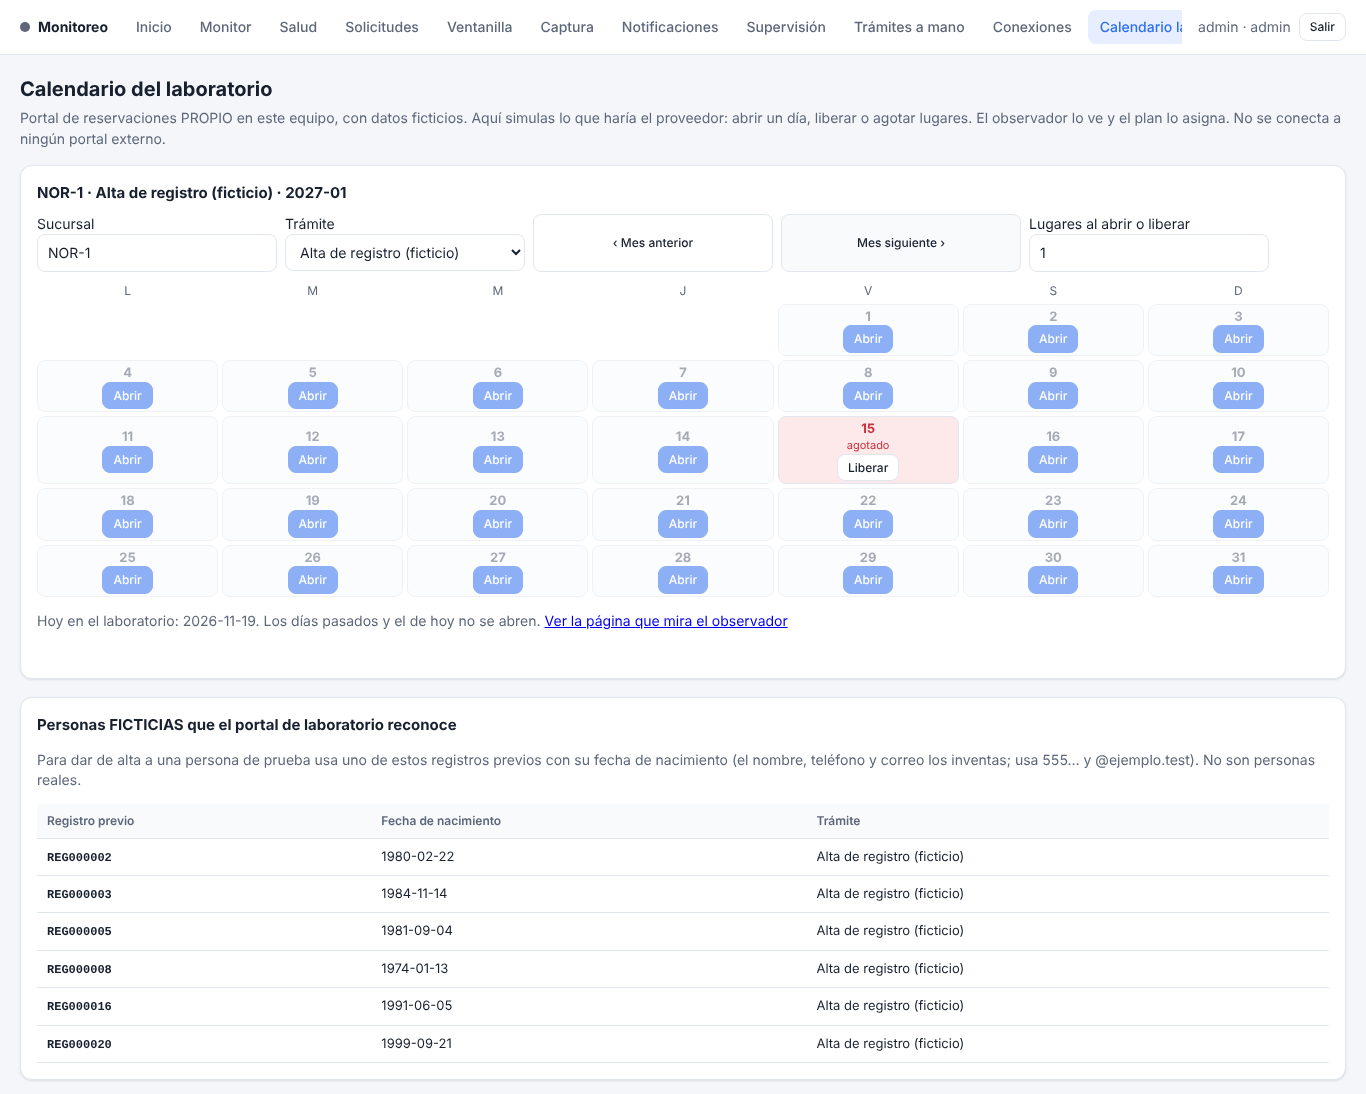 Monitoreo Inicio Monitor Salud Solicitudes Ventanilla Captura Notificaciones Supervisión Trámites a mano Conexiones Calendario admin · admin Salir
Calendario del laboratorio
Portal de reservaciones PROPIO en este equipo, con datos ficticios. Aquí simulas lo que haría el proveedor: abrir un día, liberar o agotar lugares. El observador lo ve y el plan lo asigna. No se conecta a
ningún portal externo.
NOR-1 · Alta de registro (ficticio) · 2027-01
Sucursal Trámite Lugares al abrir o liberar
NOR-1 Alta de registro (ficticio) ‹ Mes anterior Mes siguiente › 1
L M M J V S D
1 2 3
Abrir Abrir Abrir
4 5 6 7 8 9 10
Abrir Abrir Abrir Abrir Abrir Abrir Abrir
11 12 13 14 15 16 17
agotado
Abrir Abrir Abrir Abrir Liberar Abrir Abrir
18 19 20 21 22 23 24
Abrir Abrir Abrir Abrir Abrir Abrir Abrir
25 26 27 28 29 30 31
Abrir Abrir Abrir Abrir Abrir Abrir Abrir
Hoy en el laboratorio: 2026-11-19. Los días pasados y el de hoy no se abren. Ver la página que mira el observador
Personas FICTICIAS que el portal de laboratorio reconoce
Para dar de alta a una persona de prueba usa uno de estos registros previos con su fecha de nacimiento (el nombre, teléfono y correo los inventas; usa 555… y @ejemplo.test). No son personas
reales.
Registro previo Fecha de nacimiento Trámite
REG000002 1980-02-22 Alta de registro (ficticio)
REG000003 1984-11-14 Alta de registro (ficticio)
REG000005 1981-09-04 Alta de registro (ficticio)
REG000008 1974-01-13 Alta de registro (ficticio)
REG000016 1991-06-05 Alta de registro (ficticio)
REG000020 1999-09-21 Alta de registro (ficticio)